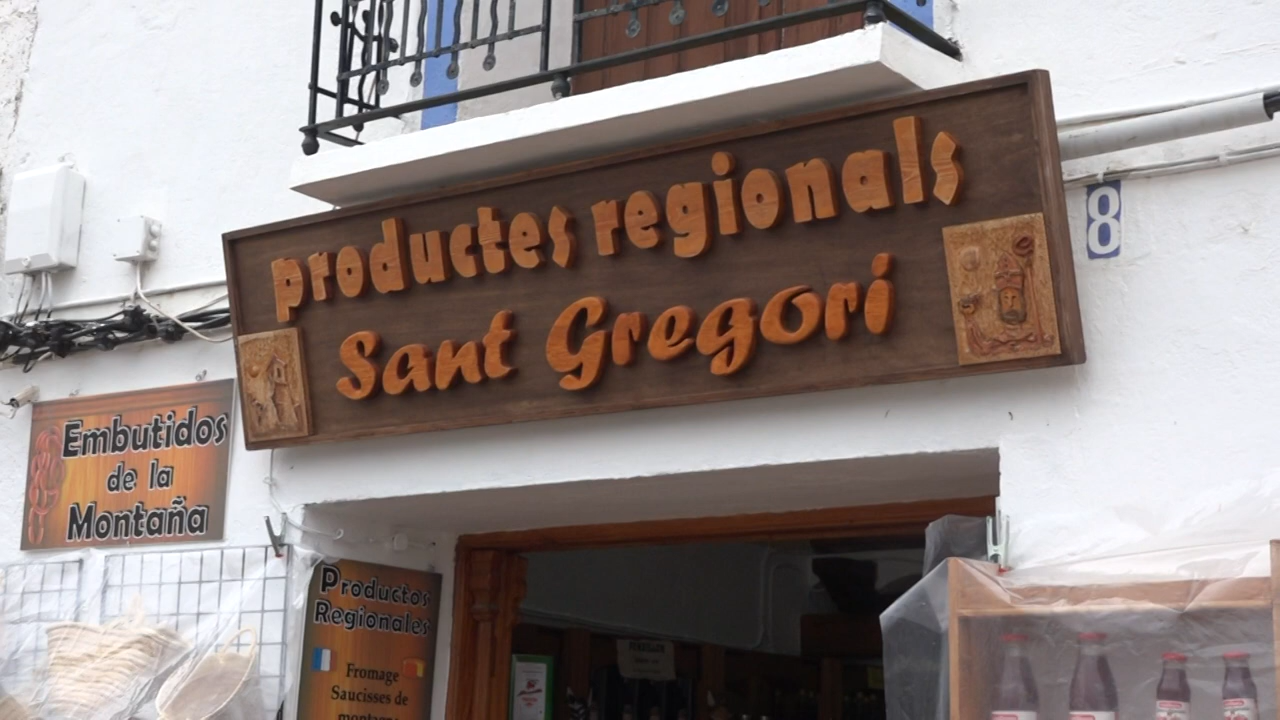 productes regionals
Sant Gregori
8
Embutidos
de la
Montaña
Productos
Regionales
Fromage
Saucisses de